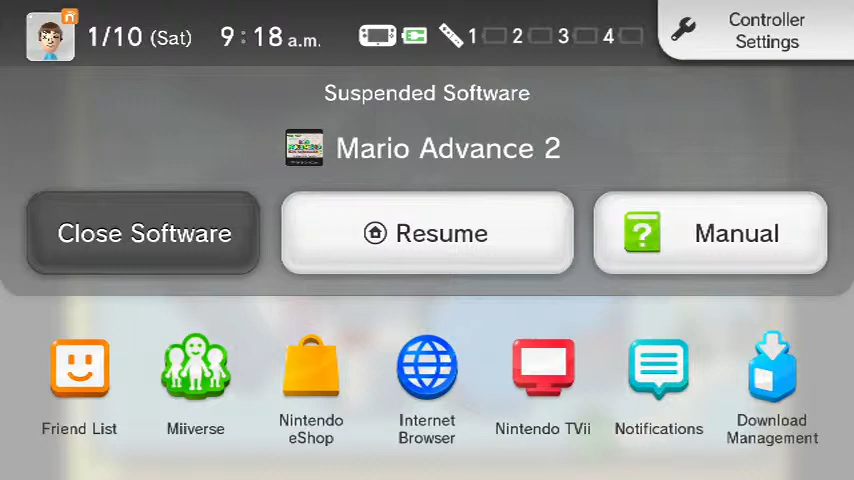 1/10 (Sat) 9:18 a.m. 1 2 3 4
Controller
Settings
Suspended Software
Mario Advance 2
Close Software
Resume
? Manual
Friend List
Miiverse
Nintendo
eShop
Internet
Browser
Nintendo TVii
Notifications
Download
Management